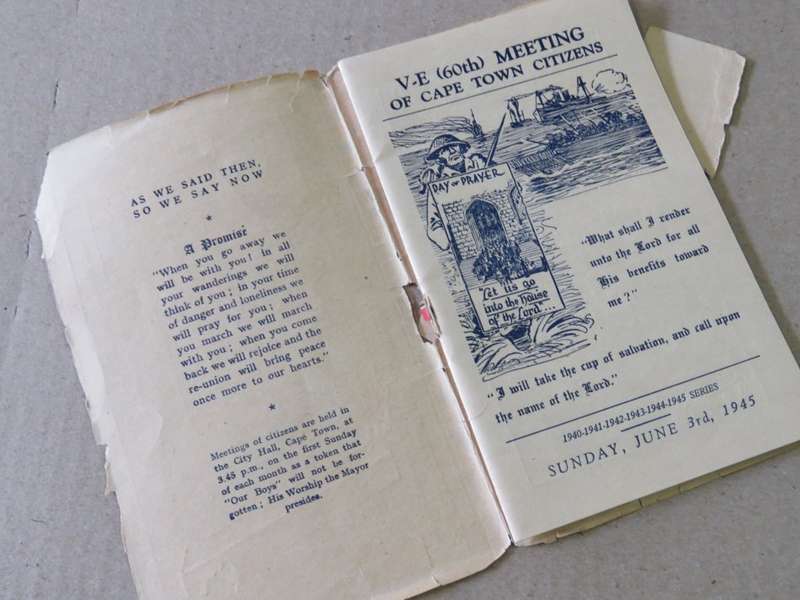 AS WE SAID THEN,
SO WE SAY NOW
*
A Promise
"When you go away we
will be with you! in all
your wanderings we will
think of you; in your time
of danger and loneliness we
will pray for you; when
you march we will march
with you; when you come
back we will rejoice and the
re-union will bring peace
once more to our hearts."
*
Meetings of citizens are held in
the City Hall, Cape Town, at
3.45 p.m., on the first Sunday
of each month as a token that
"Our Boys" will not be for-
gotten; His Worship the Mayor
presides.
V-E (60th) MEETING
OF CAPE TOWN CITIZENS
DAY OF PRAYER
"Let us go
into the house
of the Lord...
"What shall I render
unto the Lord for all
His benefits toward
me?"
"I will take the cup of salvation, and call upon
the name of the Lord."
1940-1941-1942-1943-1944-1945 SERIES
SUNDAY, JUNE 3rd, 1945